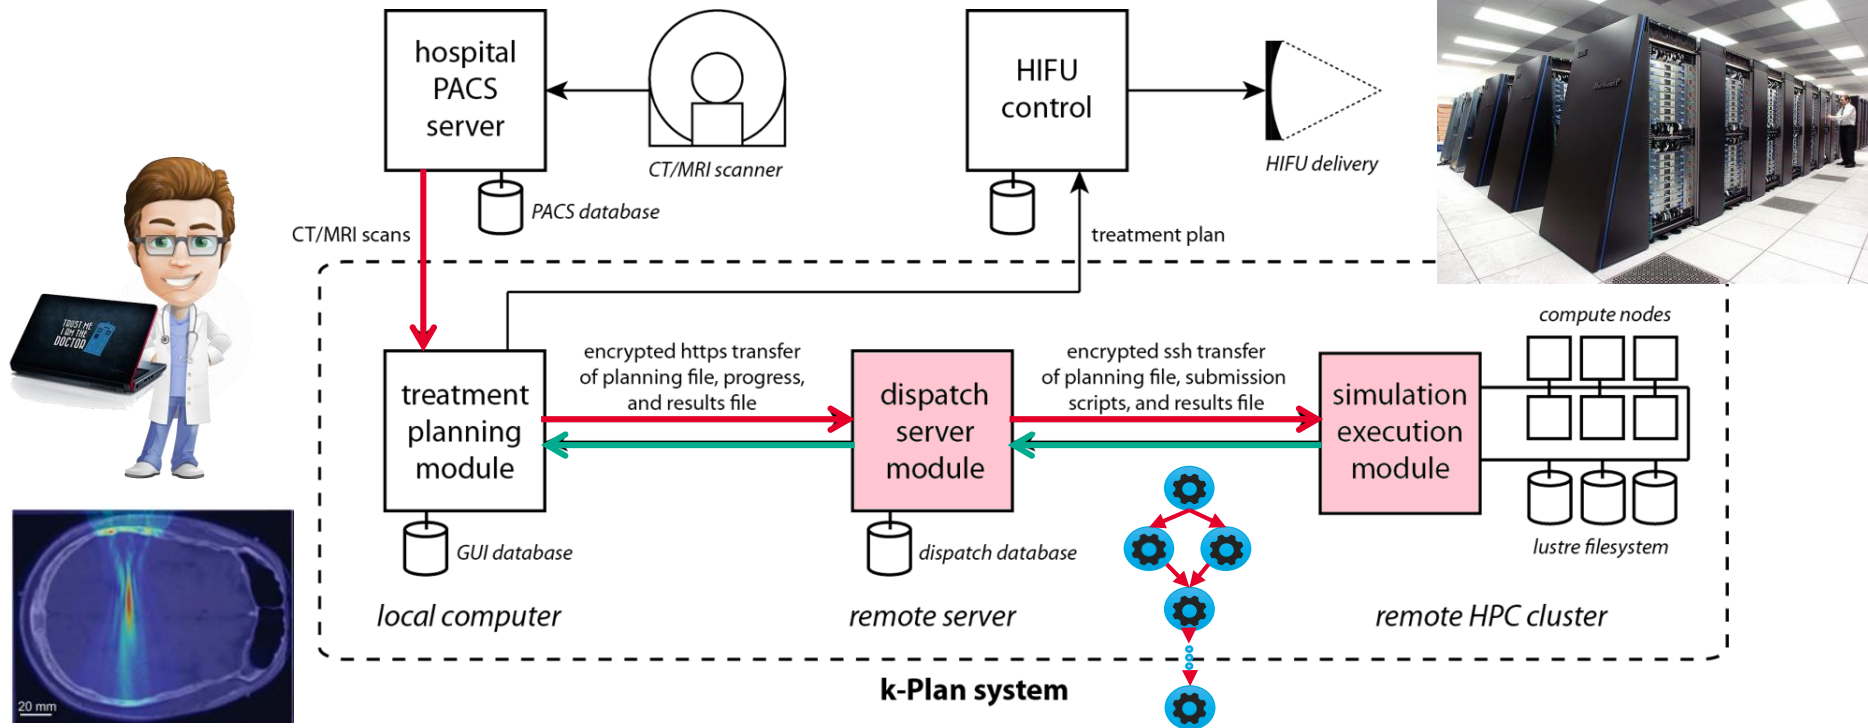 hospital
PACS
server
CT/MRI scanner
PACS database
CT/MRI scans
HIFU
control
HIFU delivery
treatment plan
TRUST ME
I AM THE
DOCTOR
treatment
planning
module
GUI database
local computer
encrypted https transfer
of planning file, progress,
and results file
dispatch
server
module
dispatch database
remote server
encrypted ssh transfer
of planning file, submission
scripts, and results file
simulation
execution
module
compute nodes
lustre filesystem
remote HPC cluster
k-Plan system
20 mm